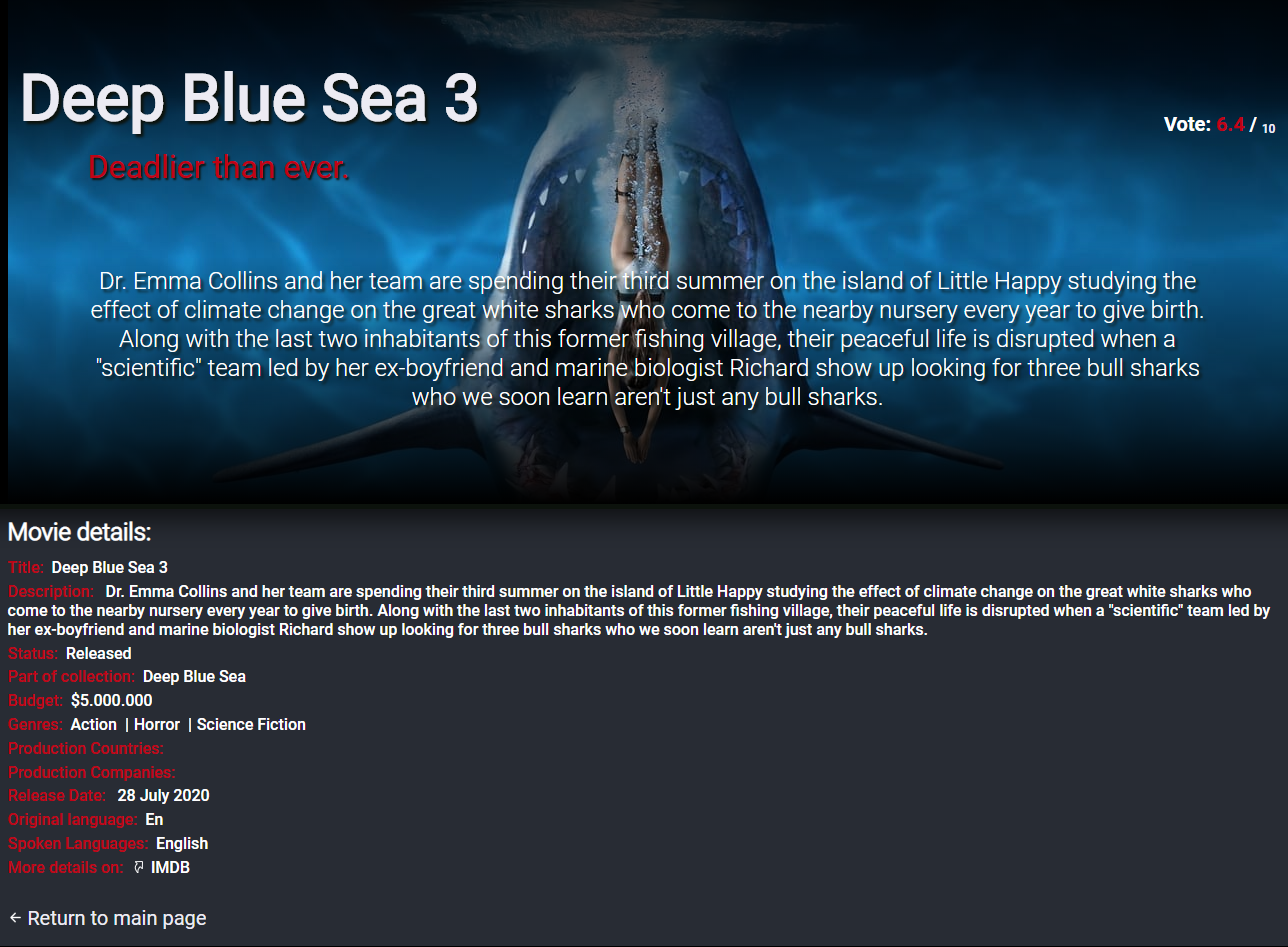 Deep Blue Sea 3
Vote: 6.4 / 10
Deadlier than ever.
Dr. Emma Collins and her team are spending their third summer on the island of Little Happy studying the
effect of climate change on the great white sharks who come to the nearby nursery every year to give birth.
Along with the last two inhabitants of this former fishing village, their peaceful life is disrupted when a
"scientific" team led by her ex-boyfriend and marine biologist Richard show up looking for three bull sharks
who we soon learn aren't just any bull sharks.
Movie details:
Title: Deep Blue Sea 3
Description: Dr. Emma Collins and her team are spending their third summer on the island of Little Happy studying the effect of climate change on the great white sharks who
come to the nearby nursery every year to give birth. Along with the last two inhabitants of this former fishing village, their peaceful life is disrupted when a "scientific" team led by
her ex-boyfriend and marine biologist Richard show up looking for three bull sharks who we soon learn aren't just any bull sharks.
Status: Released
Part of collection: Deep Blue Sea
Budget: $5.000.000
Genres: Action | Horror | Science Fiction
Production Countries:
Production Companies:
Release Date: 28 July 2020
Original language: En
Spoken Languages: English
More details on: IMDB
← Return to main page